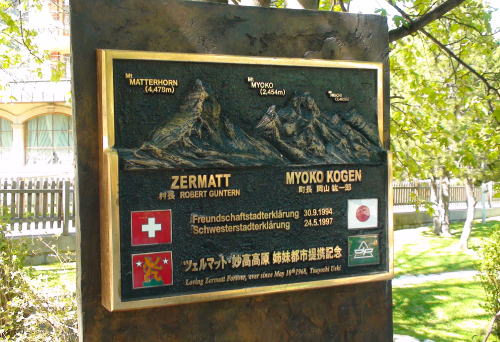 Mt
MATTERHORN
(4,478m)
Mt
MYOKO
(2,454m)
ZERMATT
村長 ROBERT GUNTERN
MYOKO KOGEN
町長 岡山 紘一郎
Freundschaftstadterklärung 30.9.1994
Schwesterstadterklärung 24.5.1997
ツェルマット・妙高高原 姉妹都市提携記念
Loving Zermatt Forever, ever since May 10th 1968, Tsuyoshi Ueki